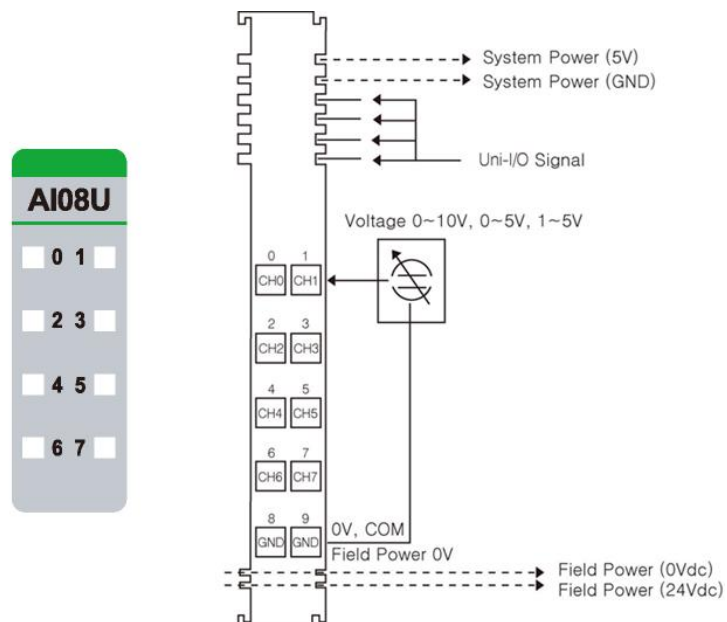 AI08U
0 1
2 3
4 5
6 7
System Power (5V)
System Power (GND)
Uni-I/O Signal
Voltage 0~10V, 0~5V, 1~5V
0 1
CH0 CH1
2 3
CH2 CH3
4 5
CH4 CH5
6 7
CH6 CH7
8 9
GND GND
0V, COM
Field Power 0V
Field Power (0Vdc)
Field Power (24Vdc)